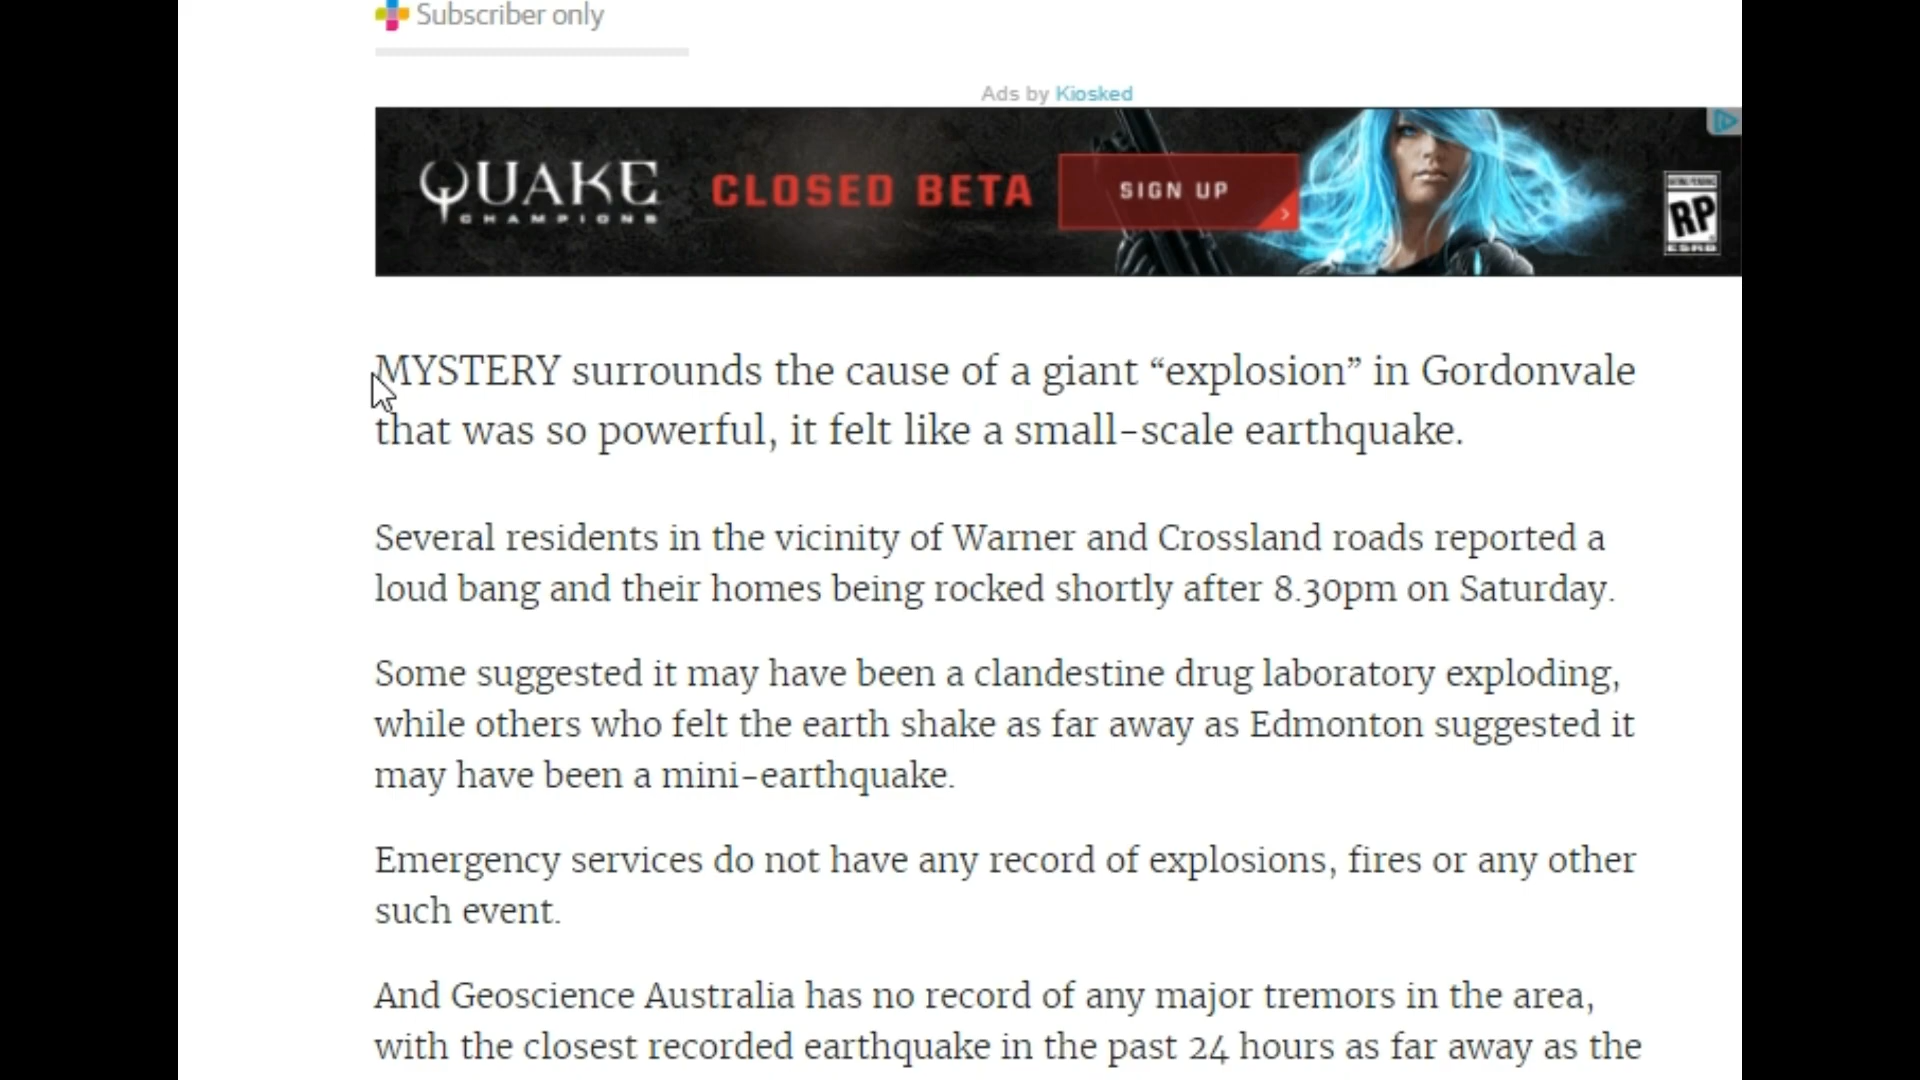 Subscriber only
Ads by Kiosked
QUAKE
CHAMPIONS
CLOSED BETA
SIGN UP
RP
ESRB
MYSTERY surrounds the cause of a giant “explosion” in Gordonvale
that was so powerful, it felt like a small-scale earthquake.
Several residents in the vicinity of Warner and Crossland roads reported a
loud bang and their homes being rocked shortly after 8.30pm on Saturday.
Some suggested it may have been a clandestine drug laboratory exploding,
while others who felt the earth shake as far away as Edmonton suggested it
may have been a mini-earthquake.
Emergency services do not have any record of explosions, fires or any other
such event.
And Geoscience Australia has no record of any major tremors in the area,
with the closest recorded earthquake in the past 24 hours as far away as the